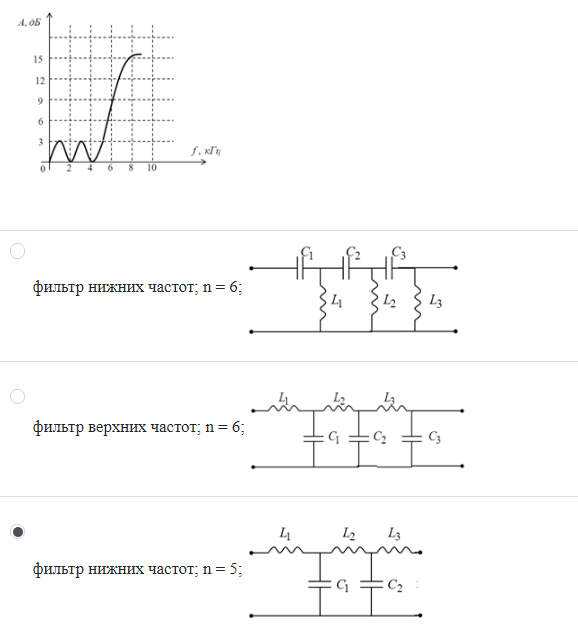 А, дБ
15
12
9
6
3
0 2 4 6 8 10
f, кГц
C1 C2 C3
фильтр нижних частот; n = 6;
L1 L2 L3
L1 L2 L3
фильтр верхних частот; n = 6;
C1 C2 C3
L1 L2 L3
фильтр нижних частот; n = 5;
C1 C2